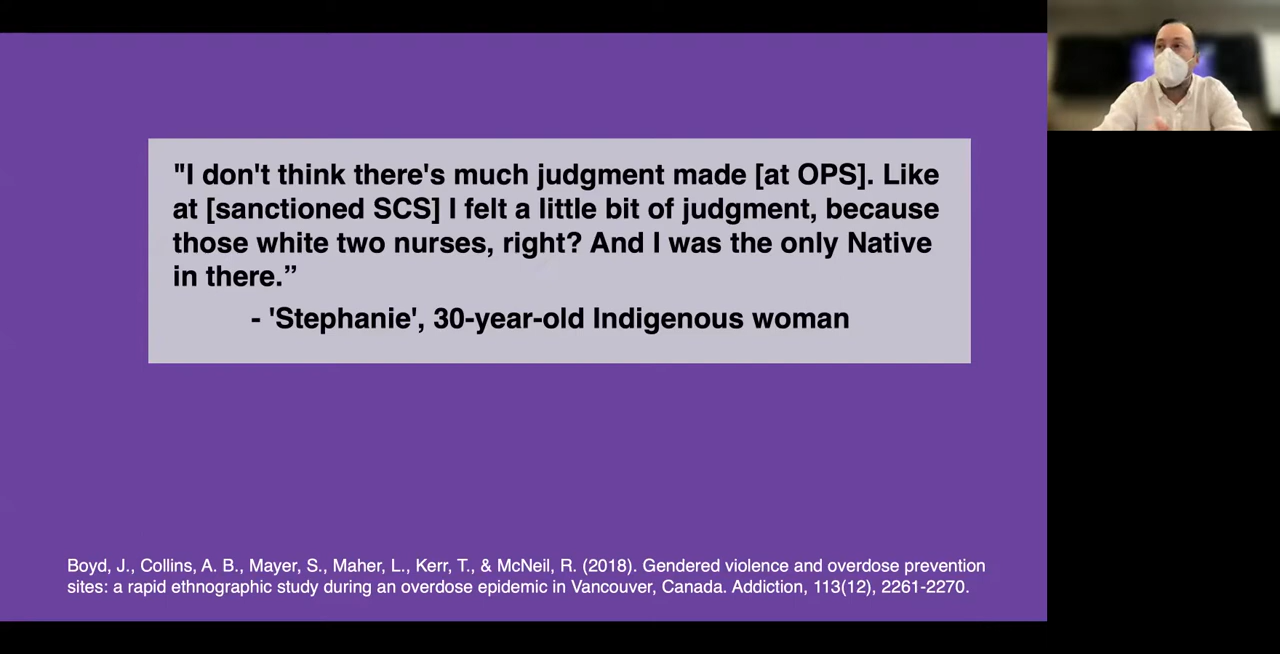 "I don't think there's much judgment made [at OPS]. Like
at [sanctioned SCS] I felt a little bit of judgment, because
those white two nurses, right? And I was the only Native
in there.”
- 'Stephanie', 30-year-old Indigenous woman
Boyd, J., Collins, A. B., Mayer, S., Maher, L., Kerr, T., & McNeil, R. (2018). Gendered violence and overdose prevention
sites: a rapid ethnographic study during an overdose epidemic in Vancouver, Canada. Addiction, 113(12), 2261-2270.